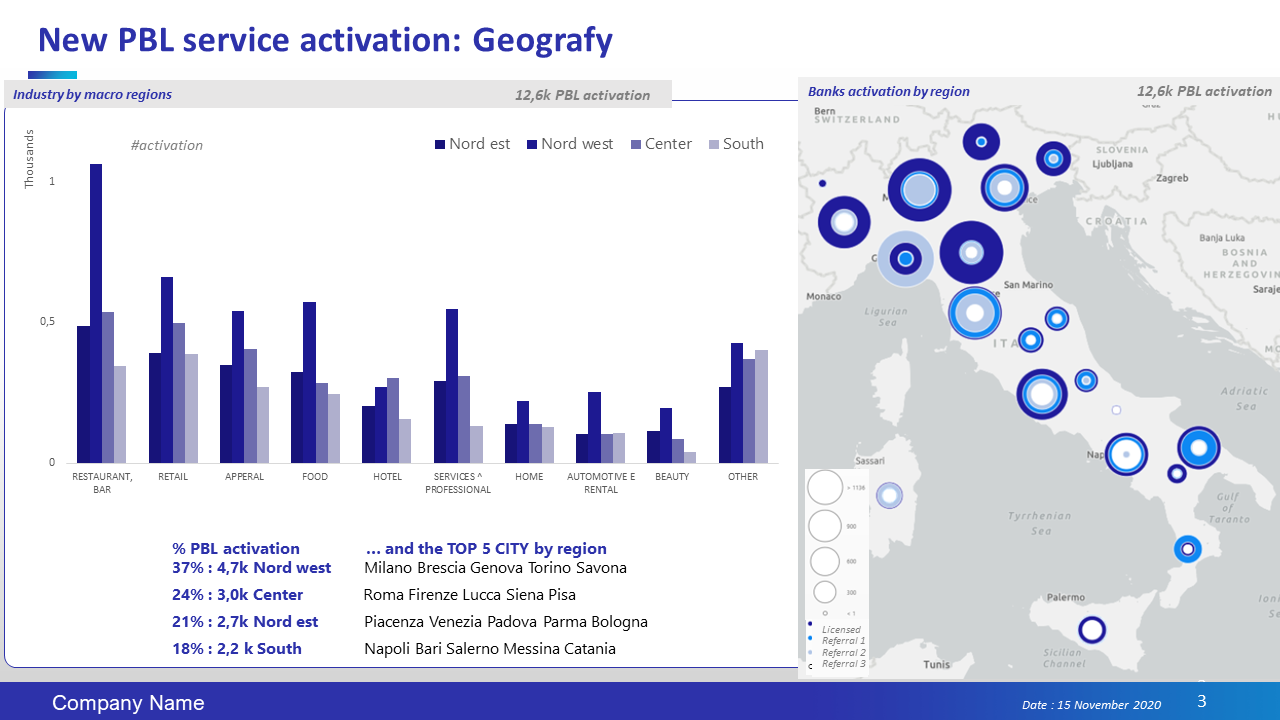 New PBL service activation: Geografy
Industry by macro regions
12,6k PBL activation
Thousands
#activation
Nord est
Nord west
Center
South
1
0,5
0
RESTAURANT, BAR
RETAIL
APPERAL
FOOD
HOTEL
SERVICES ^ PROFESSIONAL
HOME
AUTOMOTIVE E RENTAL
BEAUTY
OTHER
% PBL activation
… and the TOP 5 CITY by region
37% : 4,7k Nord west
Milano Brescia Genova Torino Savona
24% : 3,0k Center
Roma Firenze Lucca Siena Pisa
21% : 2,7k Nord est
Piacenza Venezia Padova Parma Bologna
18% : 2,2 k South
Napoli Bari Salerno Messina Catania
Banks activation by region
12,6k PBL activation
Bern
SWITZERLAND
SLOVENIA
Ljubljana
Zagreb
CROATIA
Banja Luka
BOSNIA
AND
HERZEGOVIN
Saraje
Monaco
San Marino
Ligurian
Sea
ITA
Adriatic
Sea
Nap
Sassari
Tyrrhenian
Sea
Gulf
of
Taranto
Palermo
Ioni
Sicilian
Channel
Tunis
> 1136
900
600
300
< 1
Licensed
Referral 1
Referral 2
Referral 3
Company Name
Date : 15 November 2020
3